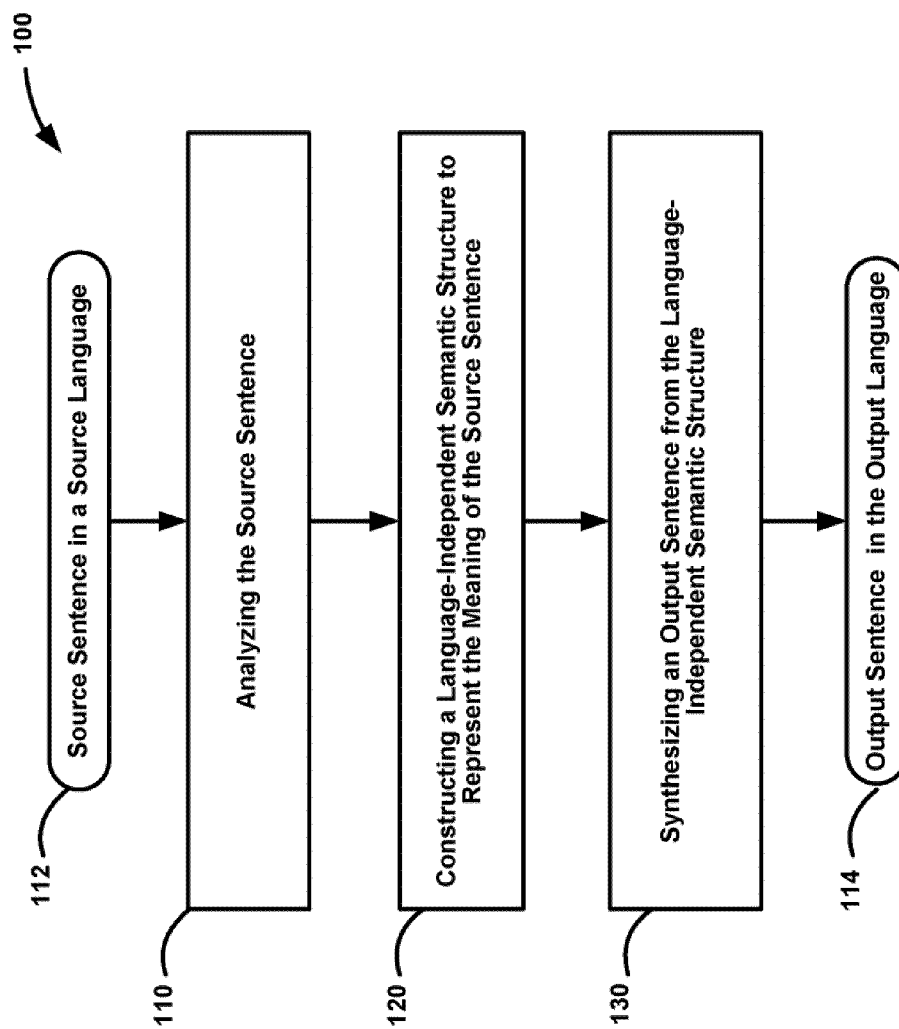 100
112
Source Sentence in a Source Language
110
Analyzing the Source Sentence
120
Constructing a Language-Independent Semantic Structure to
Represent the Meaning of the Source Sentence
130
Synthesizing an Output Sentence from the Language-
Independent Semantic Structure
114
Output Sentence in the Output Language